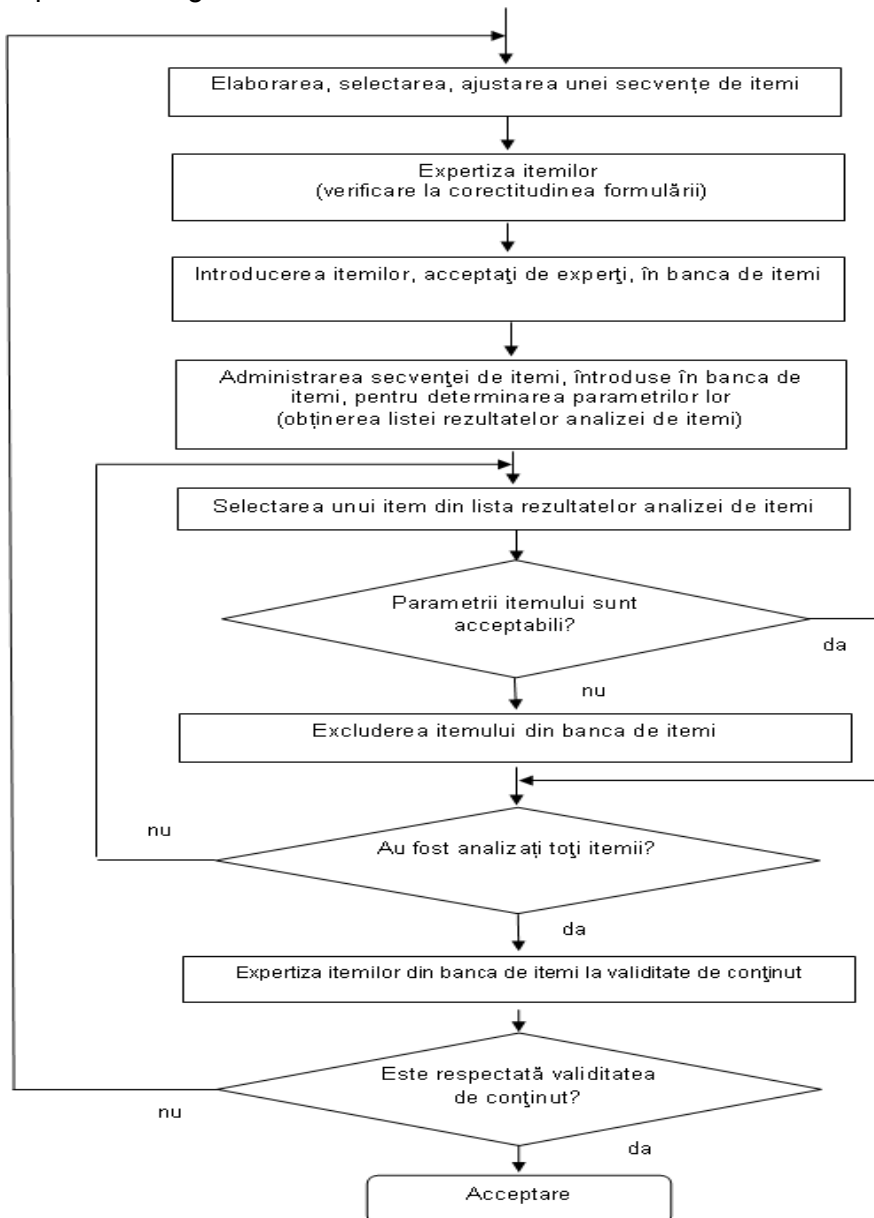 Elaborarea, selectarea, ajustarea unei secvențe de itemi
Expertiza itemilor
(verificare la corectitudinea formulării)
Introducerea itemilor, acceptaţi de experţi, în banca de itemi
Administrarea secvenţei de itemi, întroduse în banca de
itemi, pentru determinarea parametrilor lor
(obținerea listei rezultatelor analizei de itemi)
Selectarea unui item din lista rezultatelor analizei de itemi
Parametrii itemului sunt
acceptabili?
da
nu
Excluderea itemului din banca de itemi
nu
Au fost analizați toţi itemii?
da
Expertiza itemilor din banca de itemi la validitate de conţinut
Este respectată validitatea
de conţinut?
nu
da
Acceptare